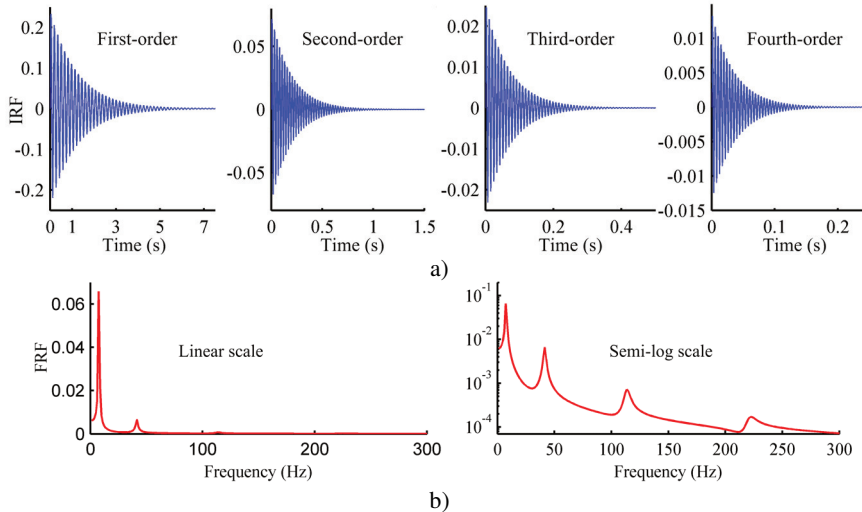 First-order
Second-order
Third-order
Fourth-order
IRF
0.2
0.1
0
-0.1
-0.2
0 1 3 5 7
Time (s)
0.05
0
-0.05
0 0.5 1 1.5
Time (s)
0.02
0.01
0
-0.01
-0.02
0 0.2 0.4
Time (s)
0.01
0.005
0
-0.005
-0.01
-0.015
0 0.1 0.2
Time (s)
a)
FRF
0.06
0.04
0.02
0
Linear scale
0 100 200 300
Frequency (Hz)
10-1
10-2
10-3
10-4
Semi-log scale
0 50 100 150 200 250 300
Frequency (Hz)
b)